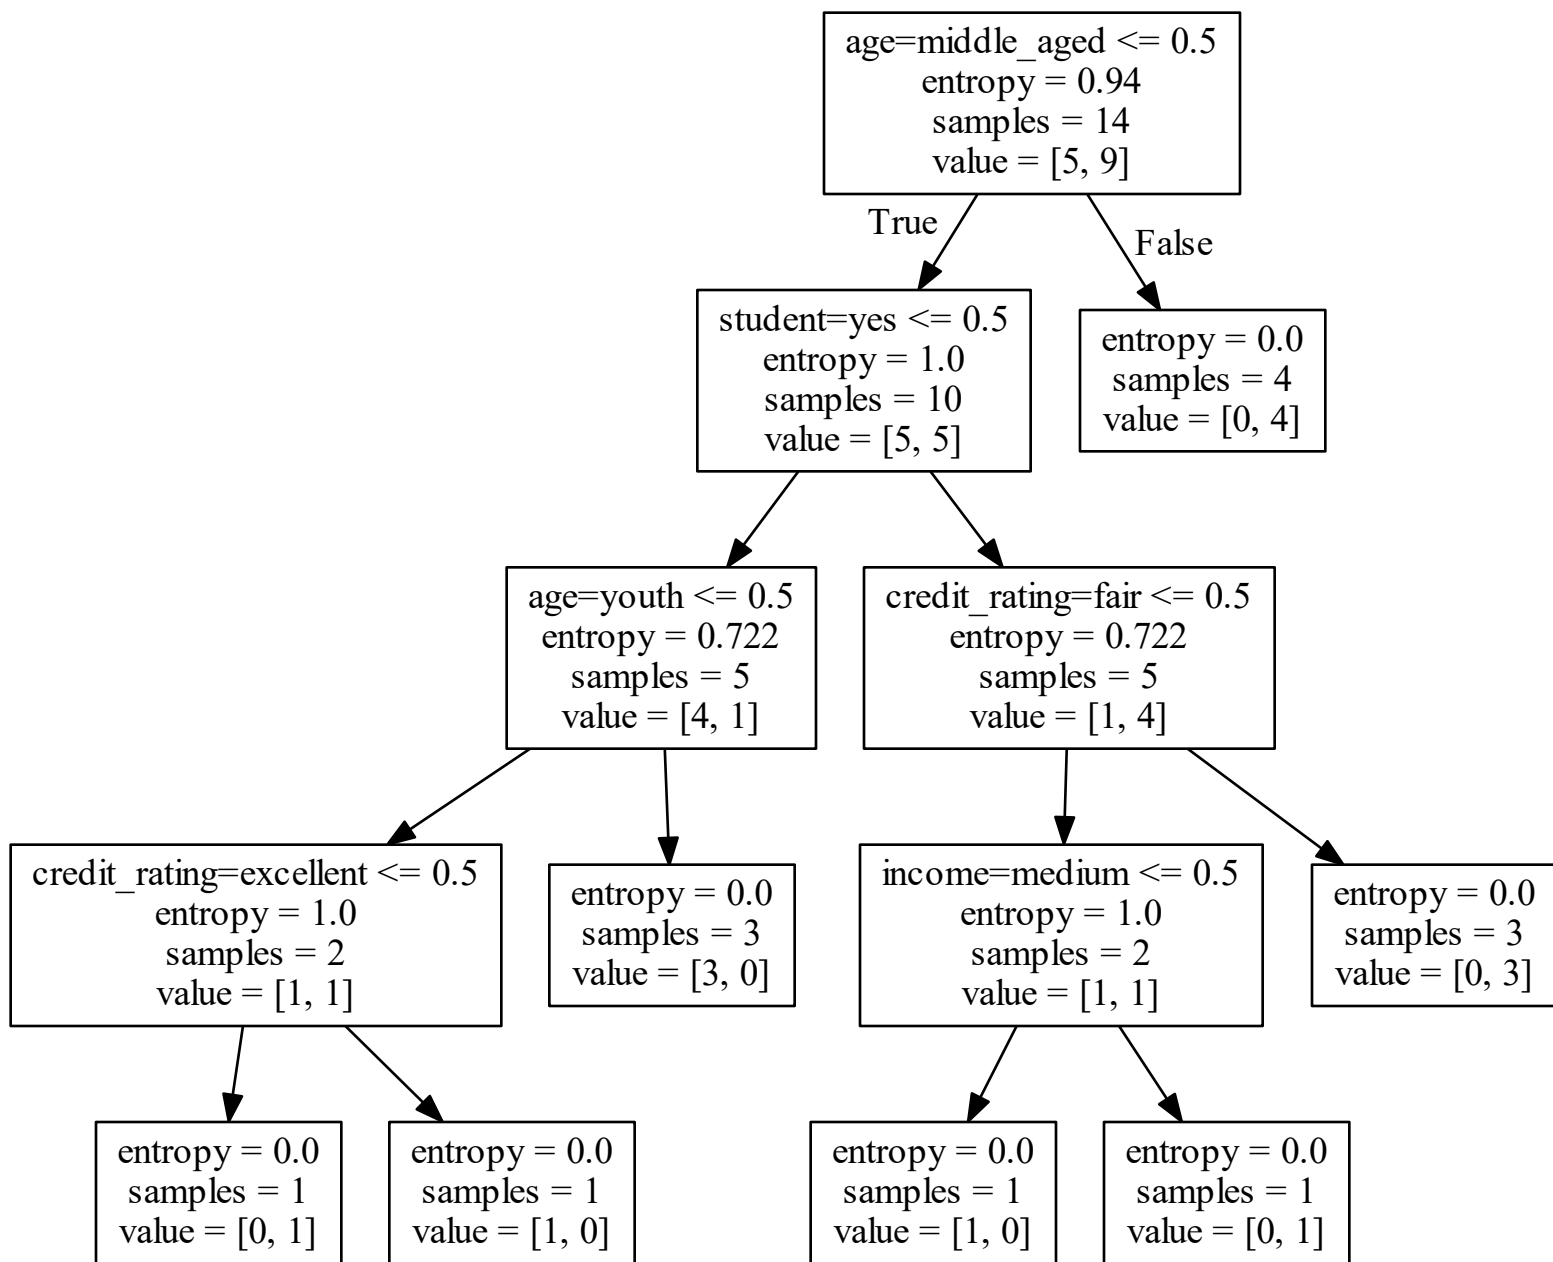 age=middle_aged <= 0.5
entropy = 0.94
samples = 14
value = [5, 9]
True
False
student=yes <= 0.5
entropy = 1.0
samples = 10
value = [5, 5]
entropy = 0.0
samples = 4
value = [0, 4]
age=youth <= 0.5
entropy = 0.722
samples = 5
value = [4, 1]
credit_rating=fair <= 0.5
entropy = 0.722
samples = 5
value = [1, 4]
credit_rating=excellent <= 0.5
entropy = 1.0
samples = 2
value = [1, 1]
entropy = 0.0
samples = 3
value = [3, 0]
income=medium <= 0.5
entropy = 1.0
samples = 2
value = [1, 1]
entropy = 0.0
samples = 3
value = [0, 3]
entropy = 0.0
samples = 1
value = [0, 1]
entropy = 0.0
samples = 1
value = [1, 0]
entropy = 0.0
samples = 1
value = [1, 0]
entropy = 0.0
samples = 1
value = [0, 1]